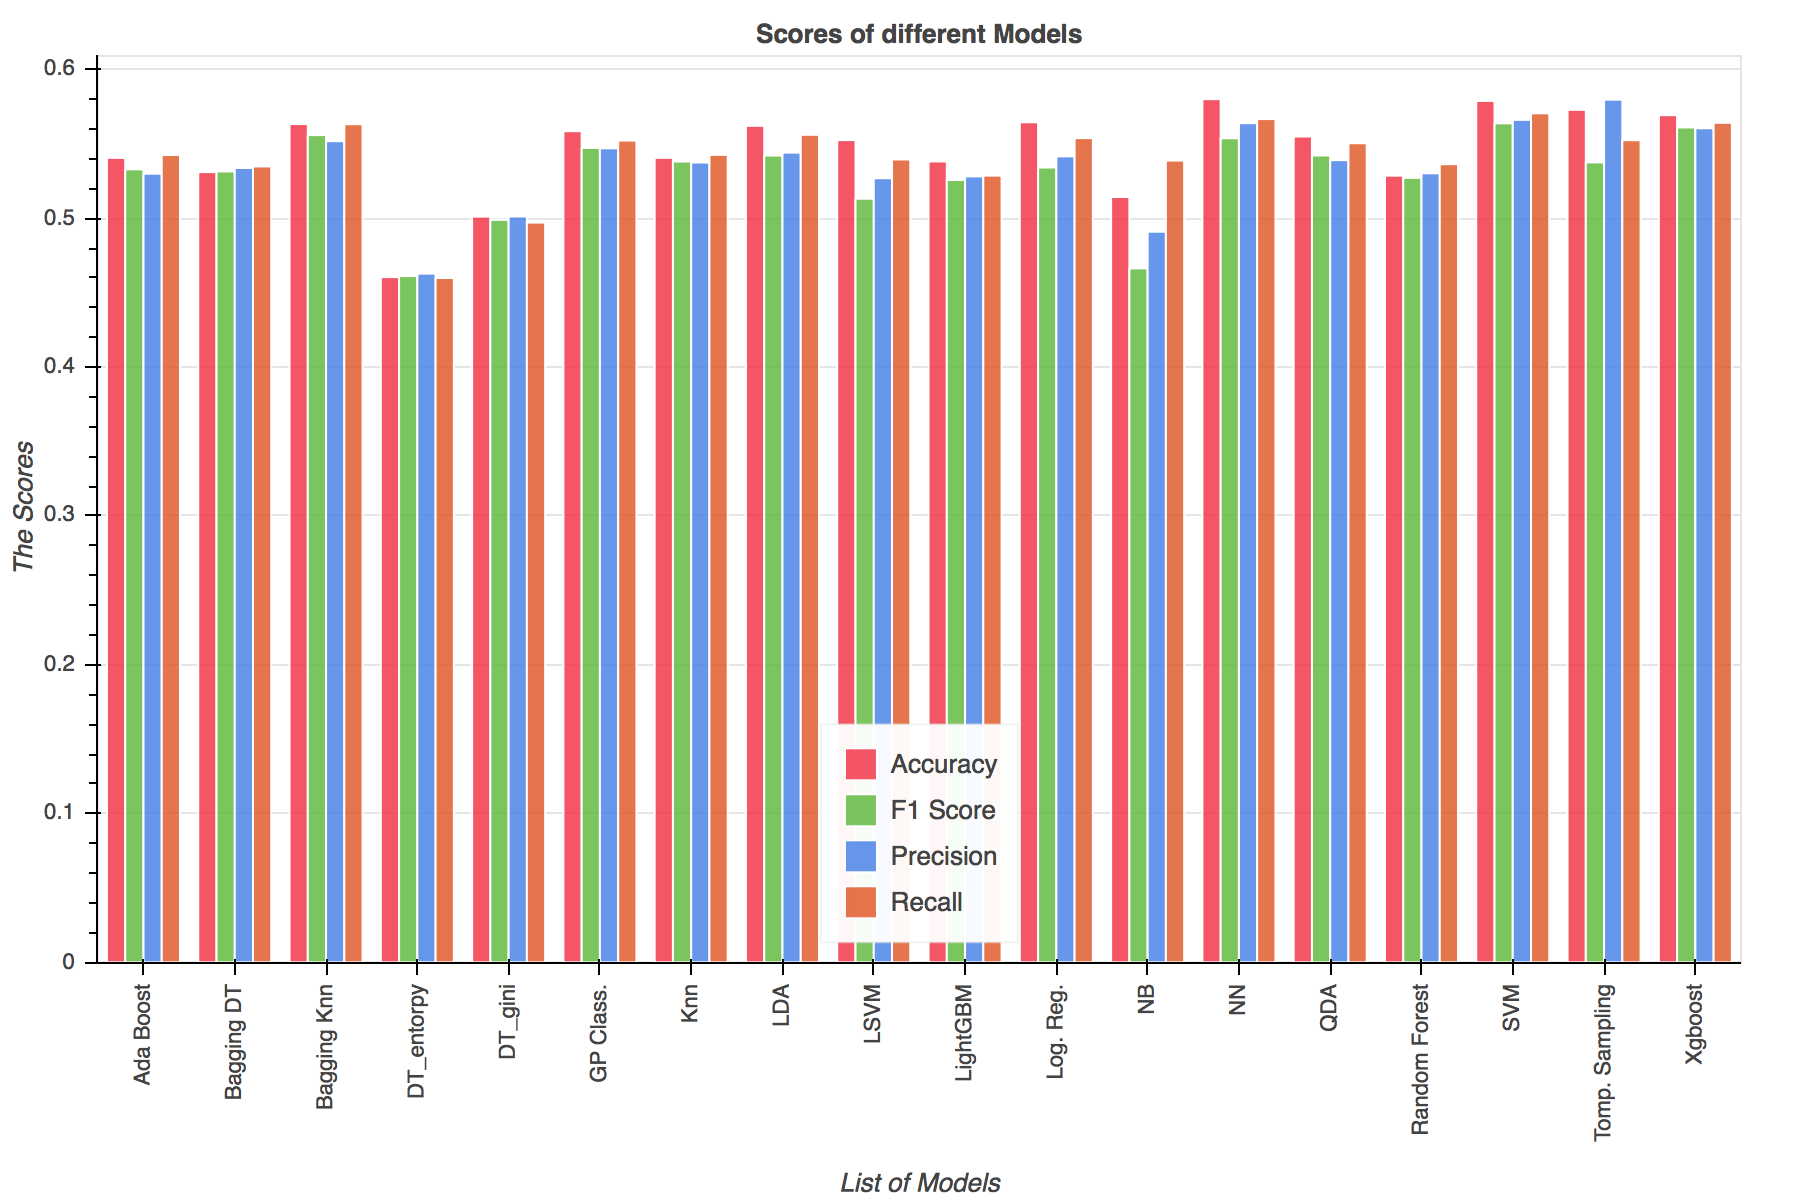 Scores of different Models
The Scores
0.6
0.5
0.4
0.3
0.2
0.1
0
Accuracy
F1 Score
Precision
Recall
Ada Boost
Bagging DT
Bagging Knn
DT_entorpy
DT_gini
GP Class.
Knn
LDA
LSVM
LightGBM
Log. Reg.
NB
NN
QDA
Random Forest
SVM
Tomp. Sampling
Xgboost
List of Models